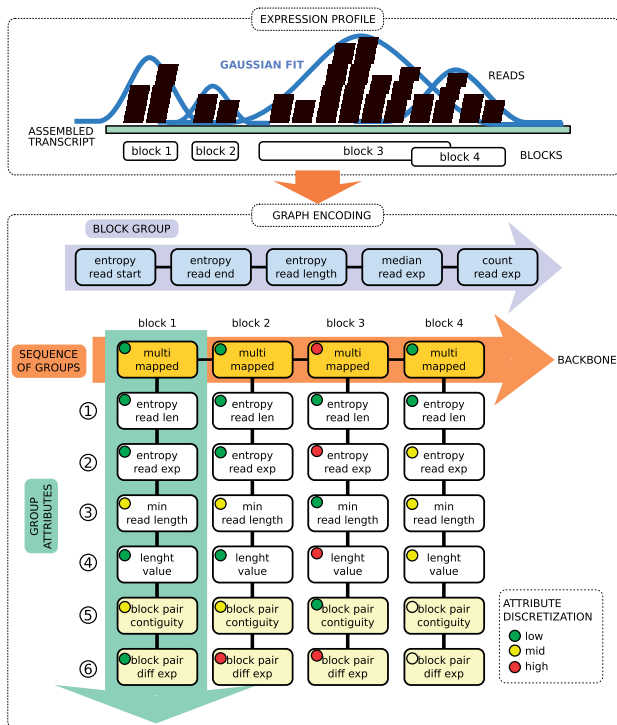 EXPRESSION PROFILE
GAUSSIAN FIT
READS
ASSEMBLED
TRANSCRIPT
block 1
block 2
block 3
block 4
BLOCKS
GRAPH ENCODING
BLOCK GROUP
entropy
read start
entropy
read end
entropy
read length
median
read exp
count
read exp
block 1
block 2
block 3
block 4
SEQUENCE
OF GROUPS
multi
mapped
multi
mapped
multi
mapped
multi
mapped
BACKBONE
1
entropy
read len
entropy
read len
entropy
read len
entropy
read len
2
entropy
read exp
entropy
read exp
entropy
read exp
entropy
read exp
GROUP
ATTRIBUTES
3
min
read length
min
read length
min
read length
min
read length
4
lenght
value
lenght
value
lenght
value
lenght
value
5
block pair
contiguity
block pair
contiguity
block pair
contiguity
block pair
contiguity
6
block pair
diff exp
block pair
diff exp
block pair
diff exp
block pair
diff exp
ATTRIBUTE
DISCRETIZATION
low
mid
high